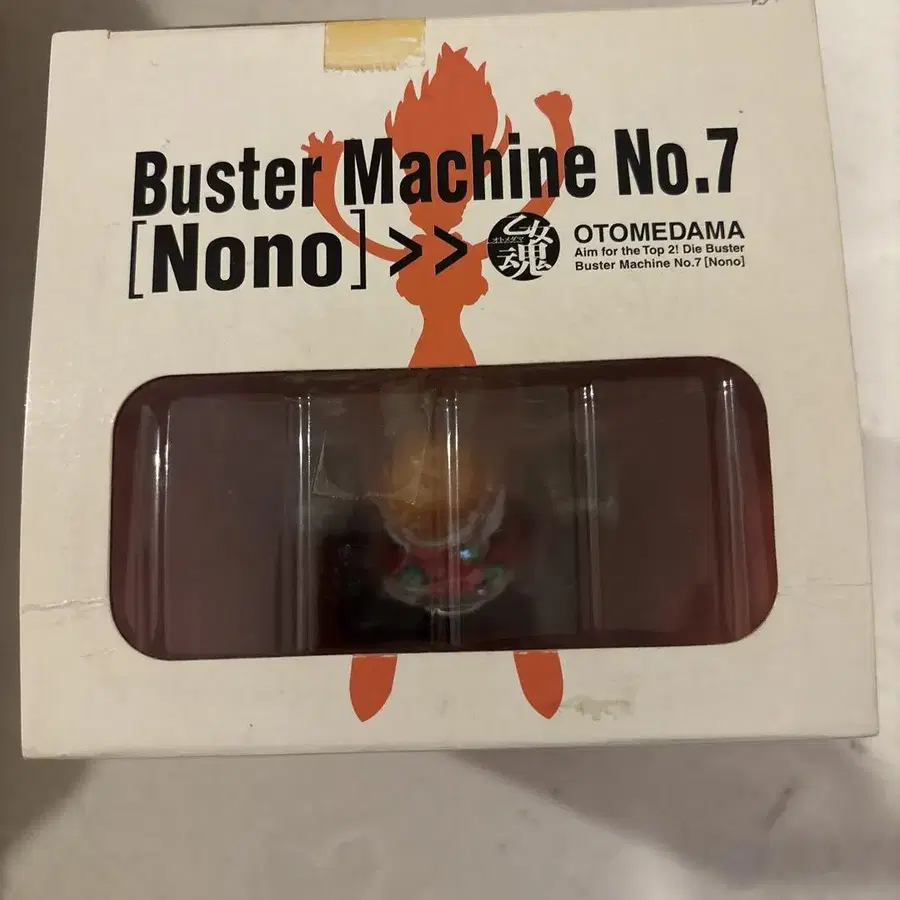 Buster Machine No.7
[Nono]>>
乙女
オトメダマ
魂
OTOMEDAMA
Aim for the Top 2! Die Buster
Buster Machine No.7 [Nono]